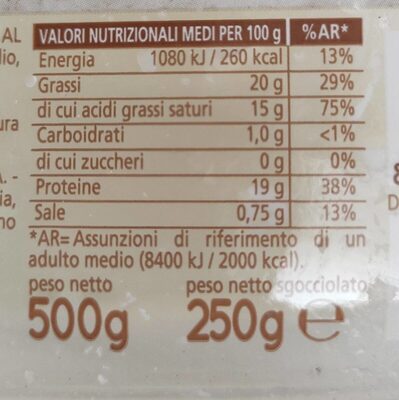 AL
VALORI NUTRIZIONALI MEDI PER 100 g | %AR*
Energia 1080 kJ / 260 kcal 13%
Grassi 20 g 29%
di cui acidi grassi saturi 15 g 75%
Carboidrati 1,0 g <1%
di cui zuccheri 0 g 0%
Proteine 19 g 38%
Sale 0,75 g 13%
*AR= Assunzioni di riferimento di un
adulto medio (8400 kJ / 2000 kcal).
peso netto peso netto sgocciolato
500g 250g ℮